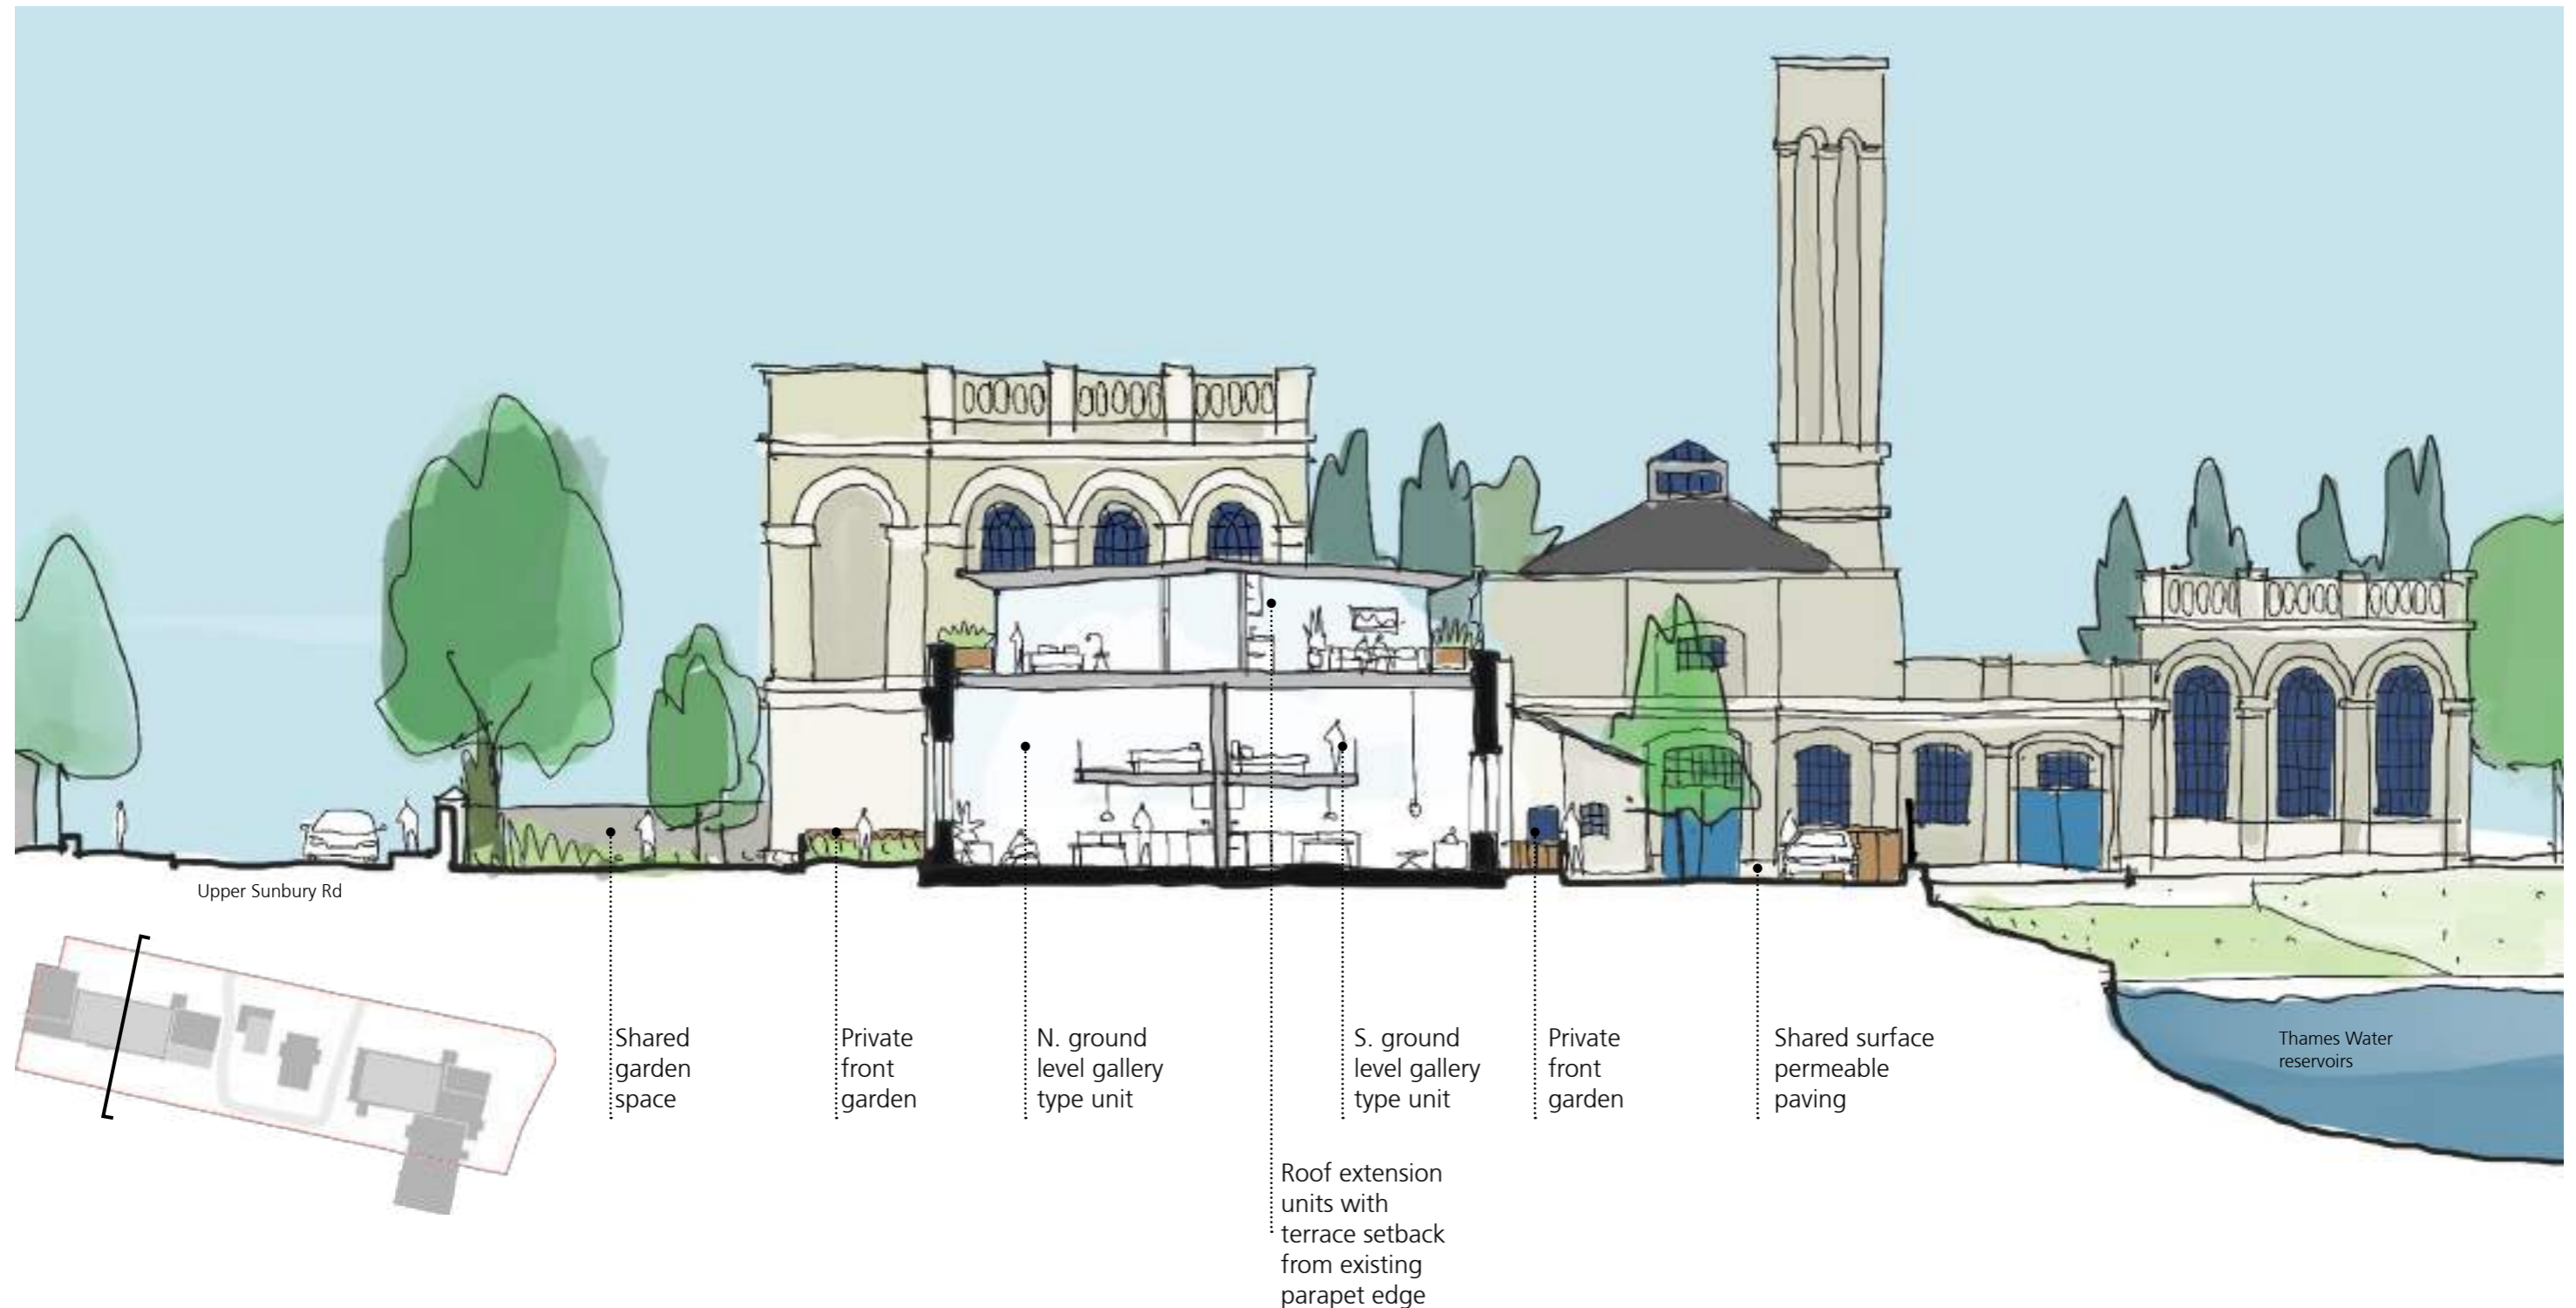 Upper Sunbury Rd
Shared
garden
space
Private
front
garden
N. ground
level gallery
type unit
Roof extension
units with
terrace setback
from existing
parapet edge
S. ground
level gallery
type unit
Private
front
garden
Shared surface
permeable
paving
Thames Water
reservoirs